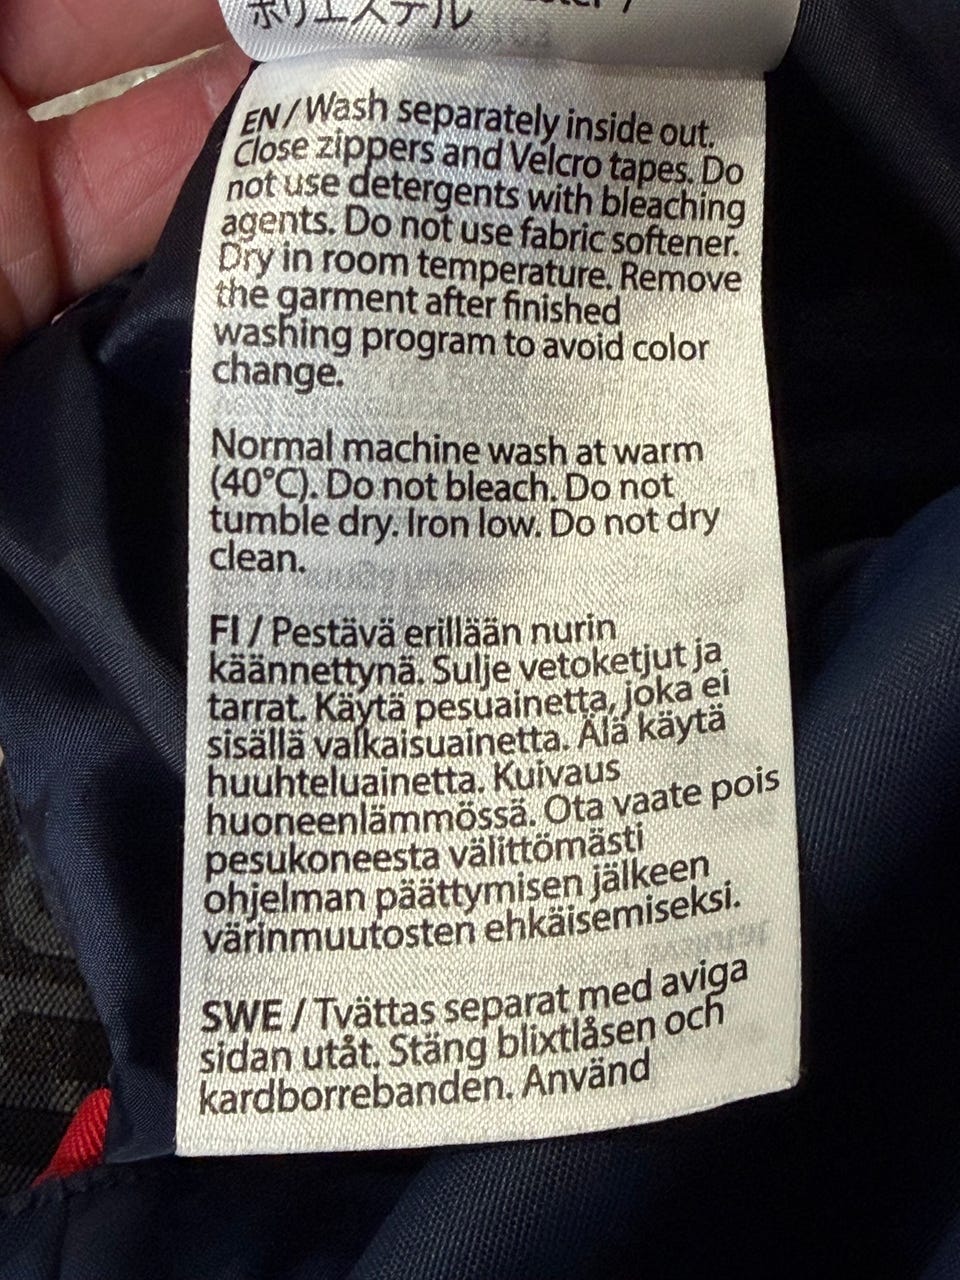 ポリエステル
EN / Wash separately inside out.
Close zippers and Velcro tapes. Do
not use detergents with bleaching
agents. Do not use fabric softener.
Dry in room temperature. Remove
the garment after finished
washing program to avoid color
change.
Normal machine wash at warm
(40°C). Do not bleach. Do not
tumble dry. Iron low. Do not dry
clean.
FI / Pestävä erillään nurin
käännettynä. Sulje vetoketjut ja
tarrat. Käytä pesuainetta, joka ei
sisällä valkaisuainetta. Älä käytä
huuhteluainetta. Kuivaus
huoneenlämmössä. Ota vaate pois
pesukoneesta välittömästi
ohjelman päättymisen jälkeen
värinmuutosten ehkäisemiseksi.
SWE / Tvättas separat med aviga
sidan utåt. Stäng blixtlåsen och
kardborrebanden. Använd